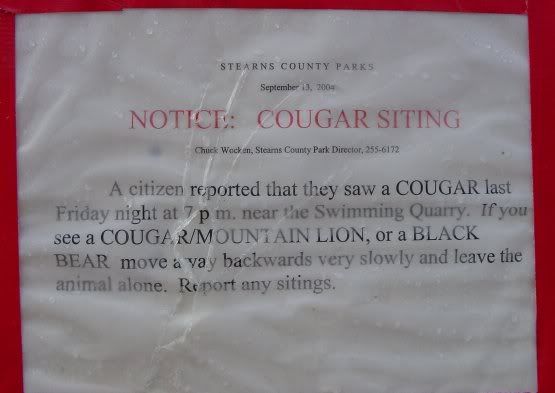 STEARNS COUNTY PARKS
September 13, 2004
NOTICE: COUGAR SITING
Chuck Wocken, Stearns County Park Director, 255-6172
A citizen reported that they saw a COUGAR last
Friday night at 7 p m. near the Swimming Quarry. If you
see a COUGAR/MOUNTAIN LION, or a BLACK
BEAR move away backwards very slowly and leave the
animal alone. Report any sitings.